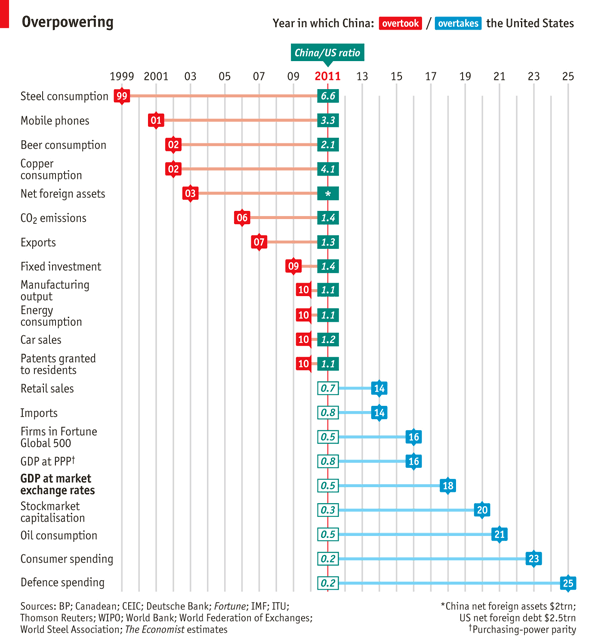 Overpowering
Year in which China: overtook / overtakes the United States
China/US ratio
1999 2001 03 05 07 09 2011 13 15 17 19 21 23 25
Steel consumption 99 6.6
Mobile phones 01 3.3
Beer consumption 02 2.1
Copper
consumption 02 4.1
Net foreign assets 03 *
CO₂ emissions 06 1.4
Exports 07 1.3
Fixed investment 09 1.4
Manufacturing
output 10 1.1
Energy
consumption 10 1.1
Car sales 10 1.2
Patents granted
to residents 10 1.1
Retail sales 0.7 14
Imports 0.8 14
Firms in Fortune
Global 500 0.5 16
GDP at PPP† 0.8 16
GDP at market
exchange rates 0.5 18
Stockmarket
capitalisation 0.3 20
Oil consumption 0.5 21
Consumer spending 0.2 23
Defence spending 0.2 25
Sources: BP; Canadean; CEIC; Deutsche Bank; Fortune; IMF; ITU;
Thomson Reuters; WIPO; World Bank; World Federation of Exchanges;
World Steel Association; The Economist estimates
*China net foreign assets $2trn;
US net foreign debt $2.5trn
†Purchasing-power parity